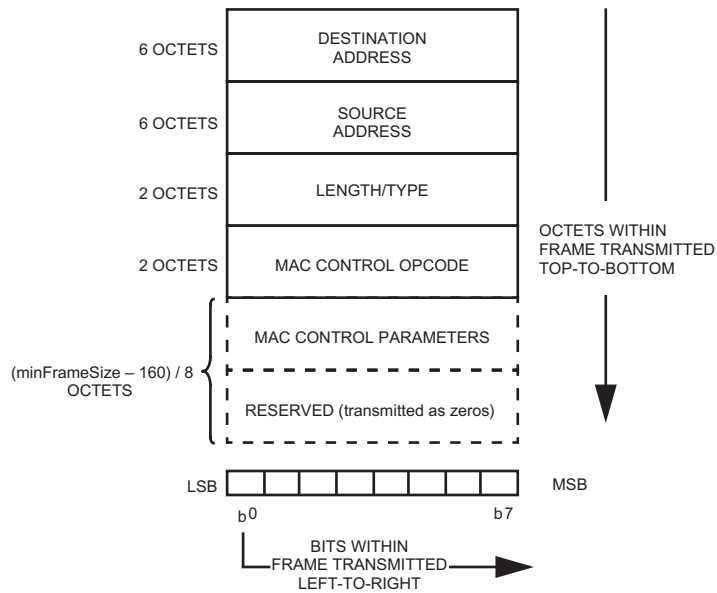 6 OCTETS
DESTINATION
ADDRESS
6 OCTETS
SOURCE
ADDRESS
2 OCTETS
LENGTH/TYPE
OCTETS WITHIN
FRAME TRANSMITTED
TOP-TO-BOTTOM
2 OCTETS
MAC CONTROL OPCODE
MAC CONTROL PARAMETERS
(minFrameSize – 160) / 8
OCTETS
RESERVED (transmitted as zeros)
LSB
MSB
b0
b7
BITS WITHIN
FRAME TRANSMITTED
LEFT-TO-RIGHT